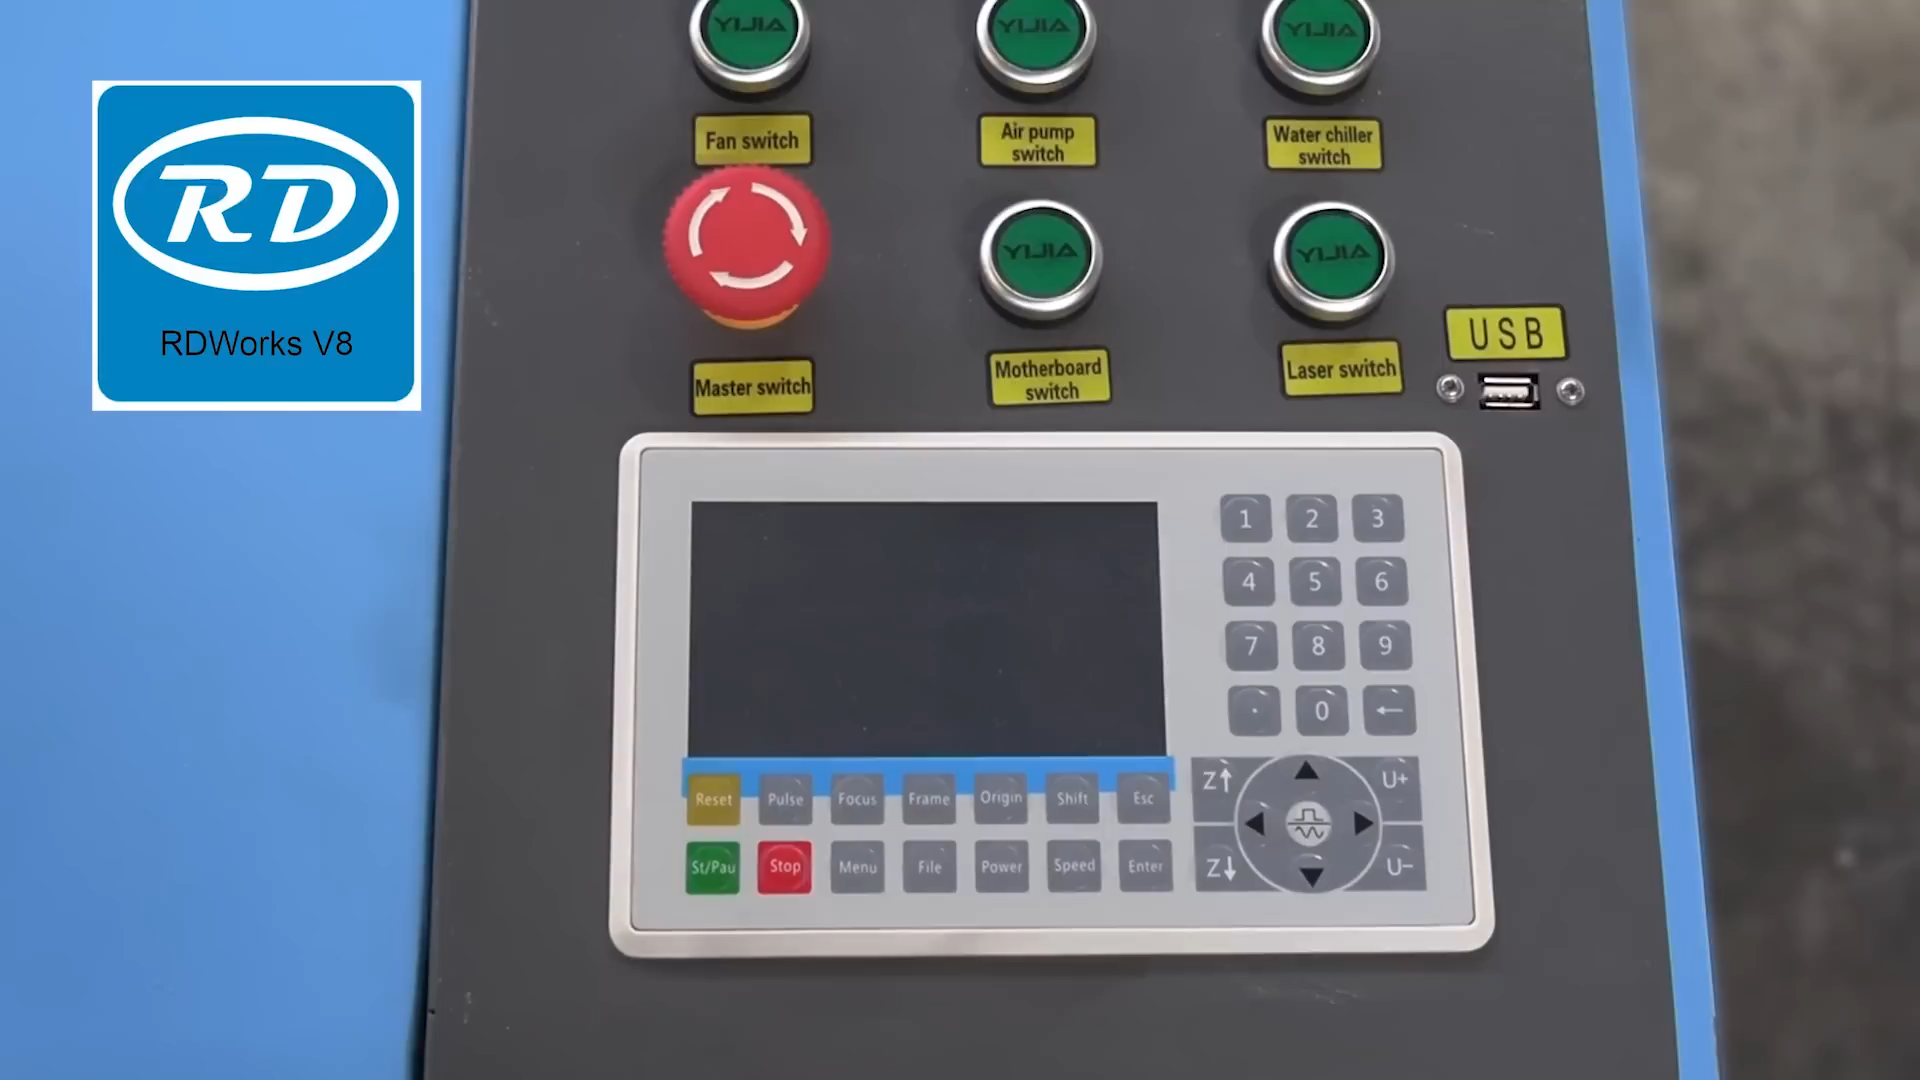 YIJIA
YIJIA
YIJIA
RD
RDWorks V8
Fan switch
Air pump
switch
Water chiller
switch
YIJIA
YIJIA
Master switch
Motherboard
switch
Laser switch
USB
1 2 3
4 5 6
7 8 9
. 0 ←
Reset Pulse Focus Frame Origin Shift Esc
St/Pau Stop Menu File Power Speed Enter
Z↑ U+
Z↓ U−